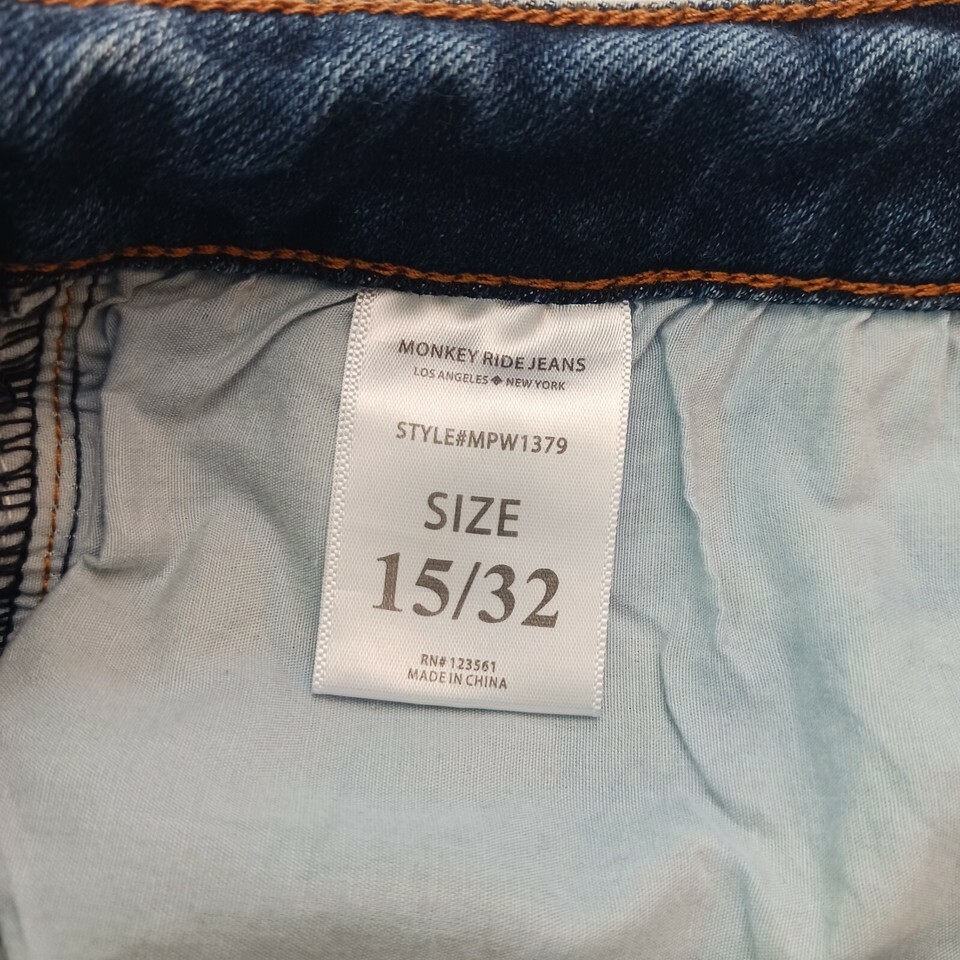 MONKEY RIDE JEANS
LOS ANGELES ◆ NEW YORK
STYLE#MPW1379
SIZE
15/32
RN# 123561
MADE IN CHINA